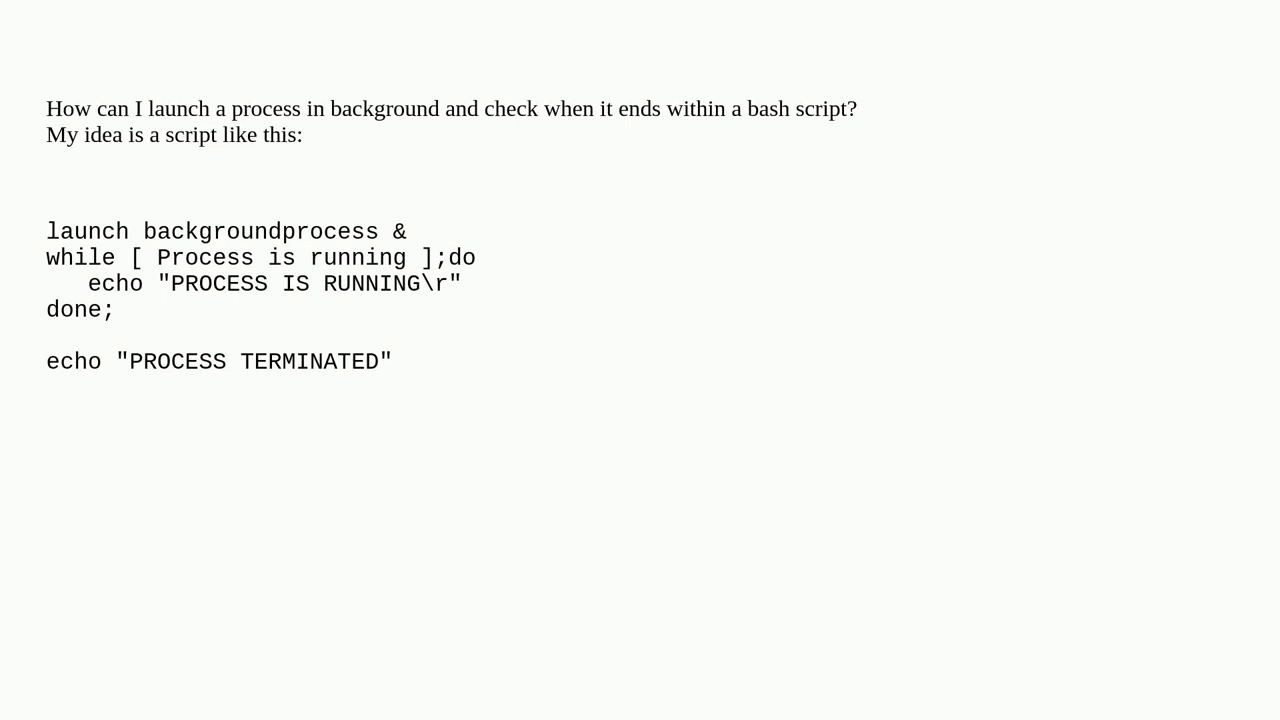 How can I launch a process in background and check when it ends within a bash script?
My idea is a script like this:
launch backgroundprocess &
while [ Process is running ];do
   echo "PROCESS IS RUNNING\r"
done;
echo "PROCESS TERMINATED"